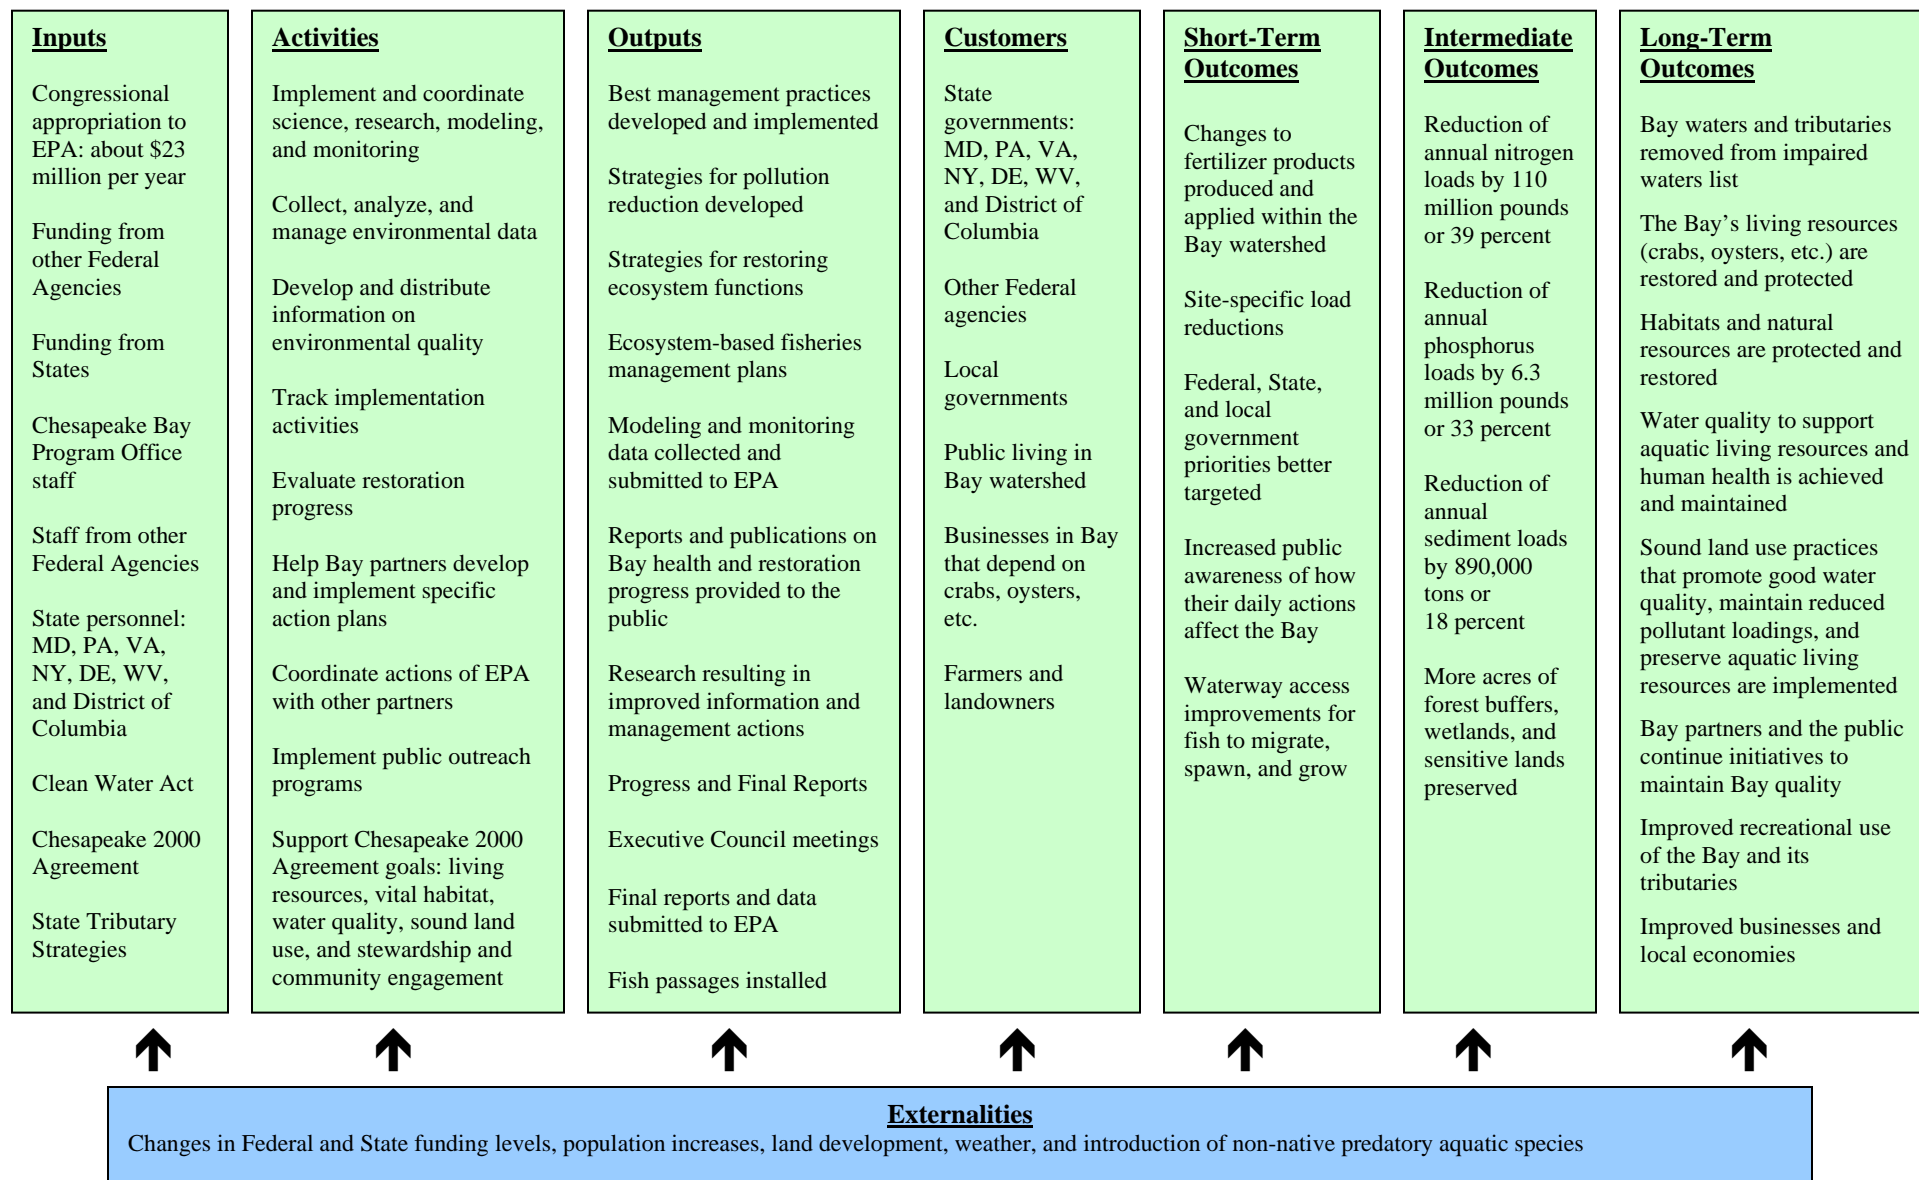 Inputs
Congressional
appropriation to
EPA: about $23
million per year
Funding from
other Federal
Agencies
Funding from
States
Chesapeake Bay
Program Office
staff
Staff from other
Federal Agencies
State personnel:
MD, PA, VA,
NY, DE, WV,
and District of
Columbia
Clean Water Act
Chesapeake 2000
Agreement
State Tributary
Strategies
Activities
Implement and coordinate
science, research, modeling,
and monitoring
Collect, analyze, and
manage environmental data
Develop and distribute
information on
environmental quality
Track implementation
activities
Evaluate restoration
progress
Help Bay partners develop
and implement specific
action plans
Coordinate actions of EPA
with other partners
Implement public outreach
programs
Support Chesapeake 2000
Agreement goals: living
resources, vital habitat,
water quality, sound land
use, and stewardship and
community engagement
Outputs
Best management practices
developed and implemented
Strategies for pollution
reduction developed
Strategies for restoring
ecosystem functions
Ecosystem-based fisheries
management plans
Modeling and monitoring
data collected and
submitted to EPA
Reports and publications on
Bay health and restoration
progress provided to the
public
Research resulting in
improved information and
management actions
Progress and Final Reports
Executive Council meetings
Final reports and data
submitted to EPA
Fish passages installed
Customers
State
governments:
MD, PA, VA,
NY, DE, WV,
and District of
Columbia
Other Federal
agencies
Local
governments
Public living in
Bay watershed
Businesses in Bay
that depend on
crabs, oysters,
etc.
Farmers and
landowners
Short-Term
Outcomes
Changes to
fertilizer products
produced and
applied within the
Bay watershed
Site-specific load
reductions
Federal, State,
and local
government
priorities better
targeted
Increased public
awareness of how
their daily actions
affect the Bay
Waterway access
improvements for
fish to migrate,
spawn, and grow
Intermediate
Outcomes
Reduction of
annual nitrogen
loads by 110
million pounds
or 39 percent
Reduction of
annual
phosphorus
loads by 6.3
million pounds
or 33 percent
Reduction of
annual
sediment loads
by 890,000
tons or
18 percent
More acres of
forest buffers,
wetlands, and
sensitive lands
preserved
Long-Term
Outcomes
Bay waters and tributaries
removed from impaired
waters list
The Bay’s living resources
(crabs, oysters, etc.) are
restored and protected
Habitats and natural
resources are protected and
restored
Water quality to support
aquatic living resources and
human health is achieved
and maintained
Sound land use practices
that promote good water
quality, maintain reduced
pollutant loadings, and
preserve aquatic living
resources are implemented
Bay partners and the public
continue initiatives to
maintain Bay quality
Improved recreational use
of the Bay and its
tributaries
Improved businesses and
local economies
Externalities
Changes in Federal and State funding levels, population increases, land development, weather, and introduction of non-native predatory aquatic species